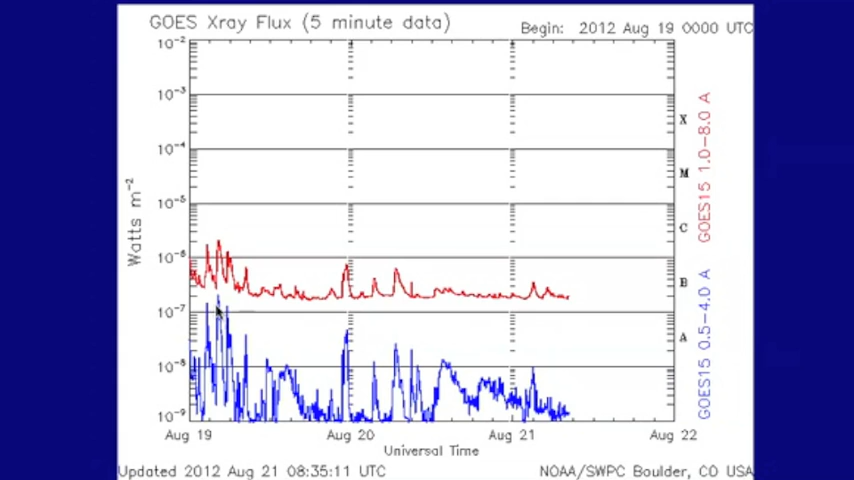 GOES Xray Flux (5 minute data)
Begin: 2012 Aug 19 0000 UTC
10-2
10-3
10-4
10-5
10-6
10-7
10-8
10-9
Watts m-2
X
M
C
B
A
GOES15 1.0-8.0 A
GOES15 0.5-4.0 A
Aug 19
Aug 20
Aug 21
Aug 22
Universal Time
Updated 2012 Aug 21 08:35:11 UTC
NOAA/SWPC Boulder, CO USA